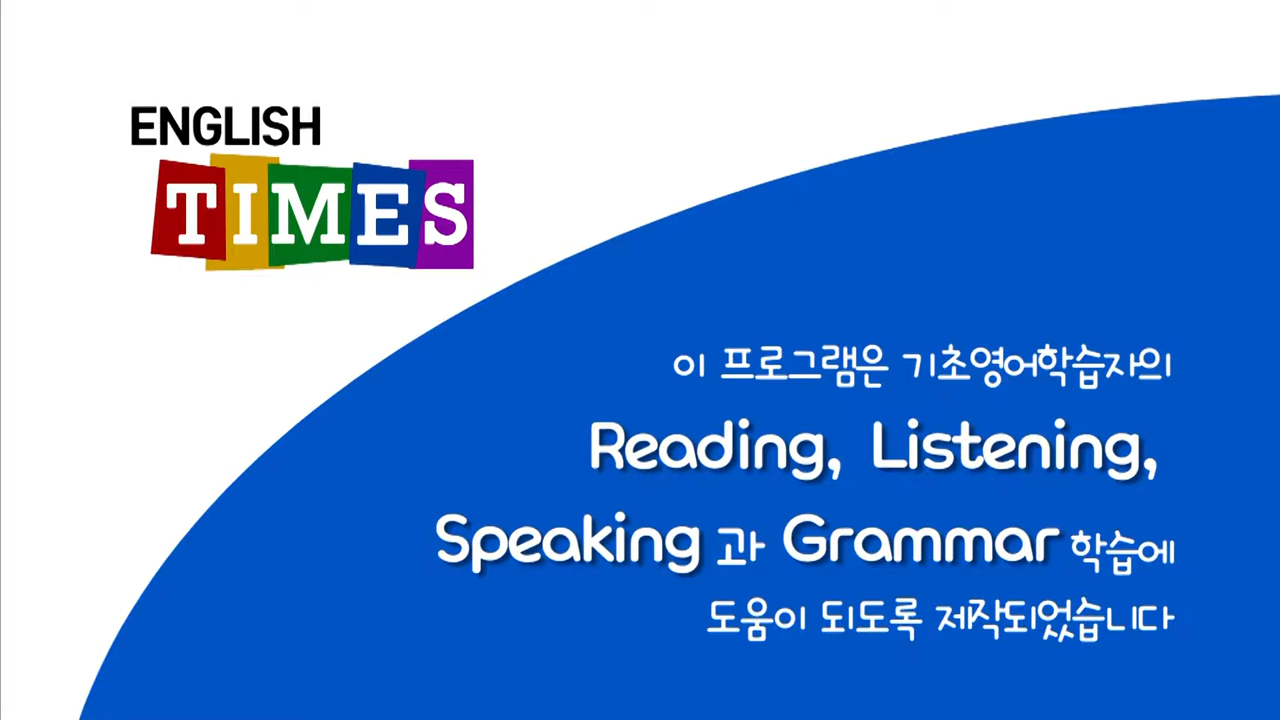 ENGLISH
TIMES
이 프로그램은 기초영어학습자의
Reading, Listening,
Speaking 과 Grammar 학습에
도움이 되도록 제작되었습니다